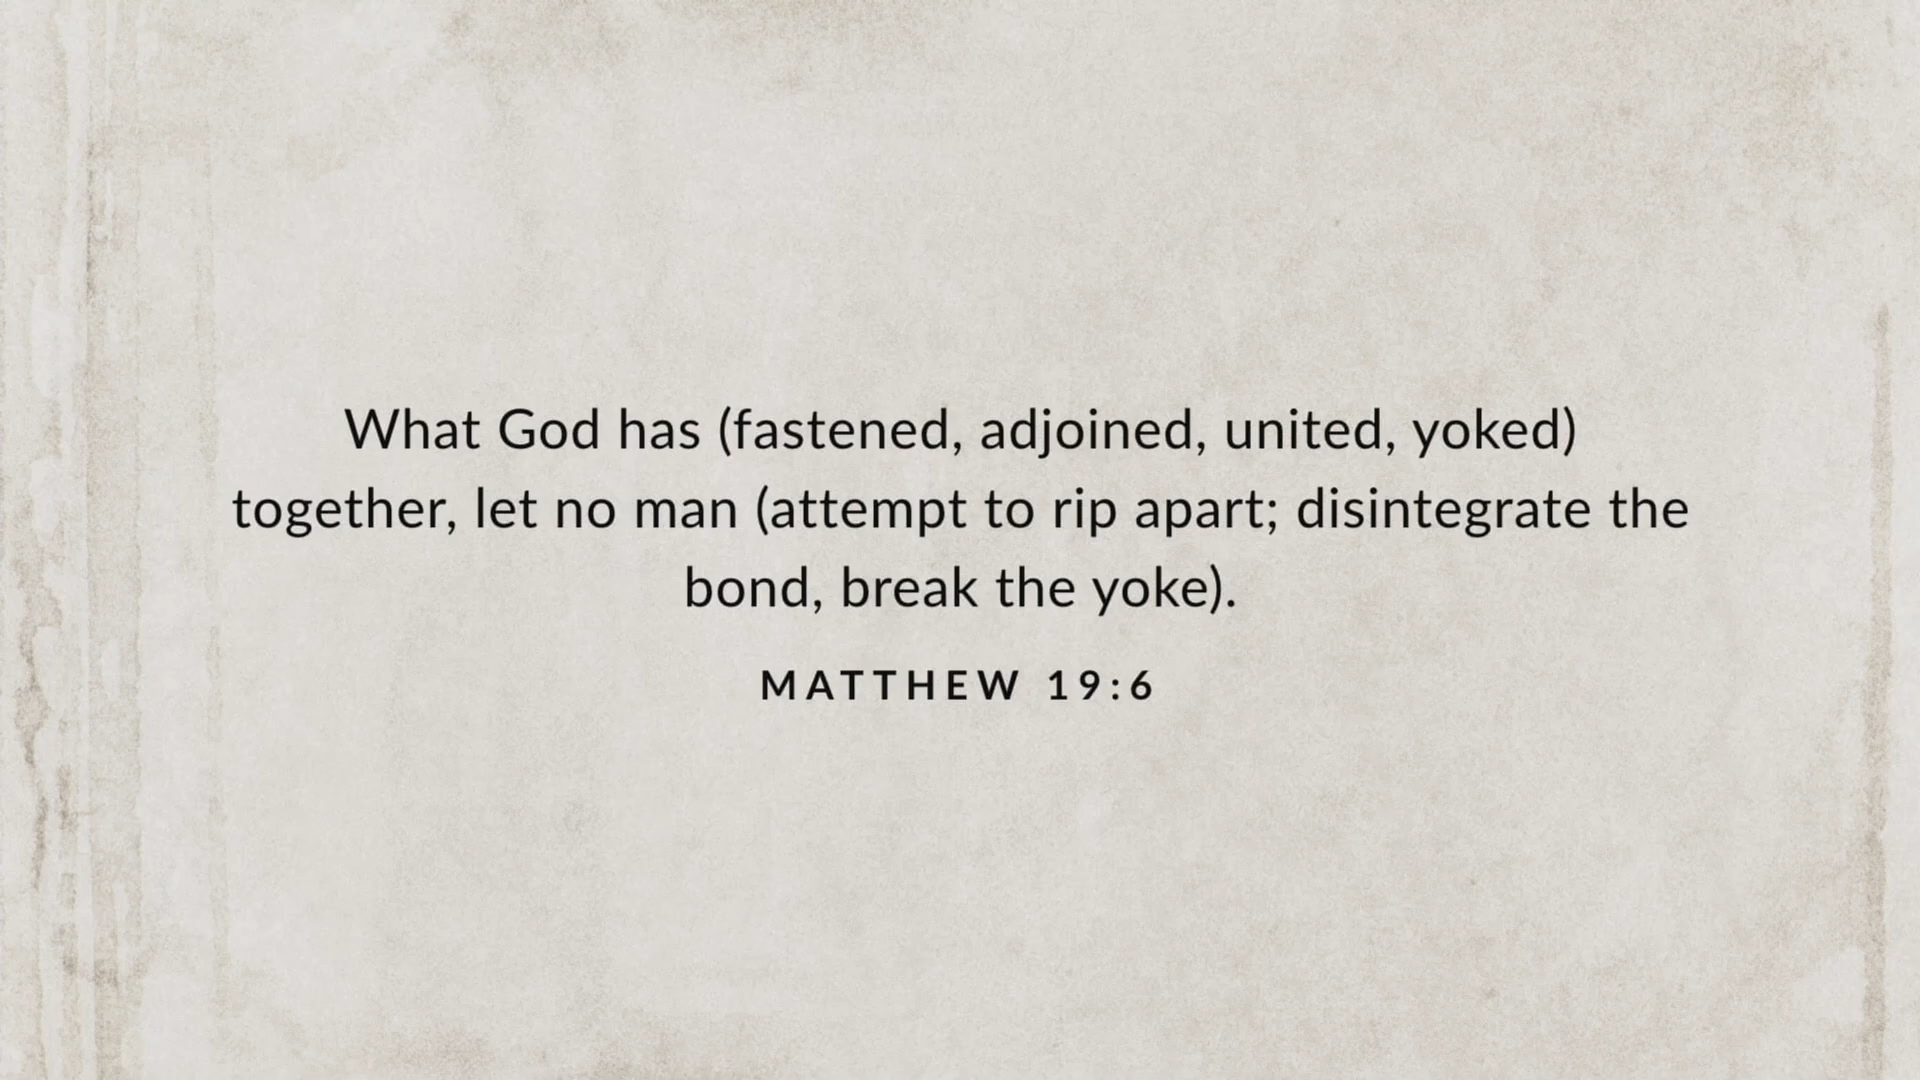 What God has (fastened, adjoined, united, yoked)
together, let no man (attempt to rip apart; disintegrate the
bond, break the yoke).
MATTHEW 19:6